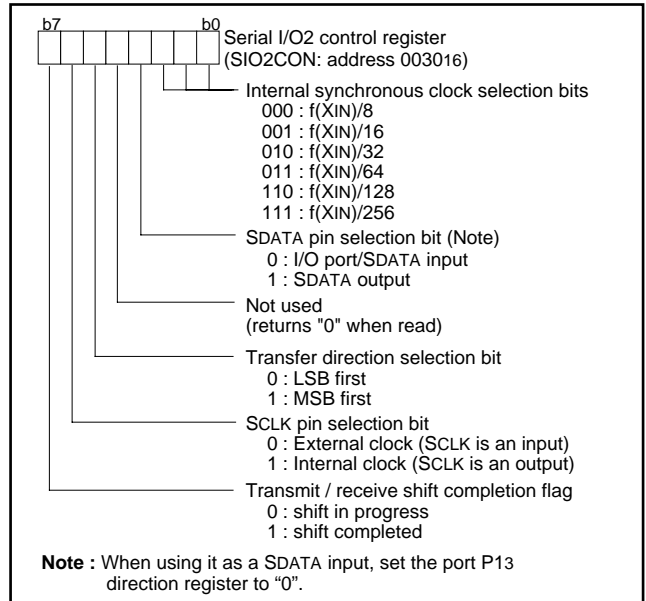 b7 b0
Serial I/O2 control register
(SIO2CON: address 003016)
Internal synchronous clock selection bits
000 : f(XIN)/8
001 : f(XIN)/16
010 : f(XIN)/32
011 : f(XIN)/64
110 : f(XIN)/128
111 : f(XIN)/256
SDATA pin selection bit (Note)
0 : I/O port/SDATA input
1 : SDATA output
Not used
(returns "0" when read)
Transfer direction selection bit
0 : LSB first
1 : MSB first
SCLK pin selection bit
0 : External clock (SCLK is an input)
1 : Internal clock (SCLK is an output)
Transmit / receive shift completion flag
0 : shift in progress
1 : shift completed
Note : When using it as a SDATA input, set the port P13
direction register to “0”.